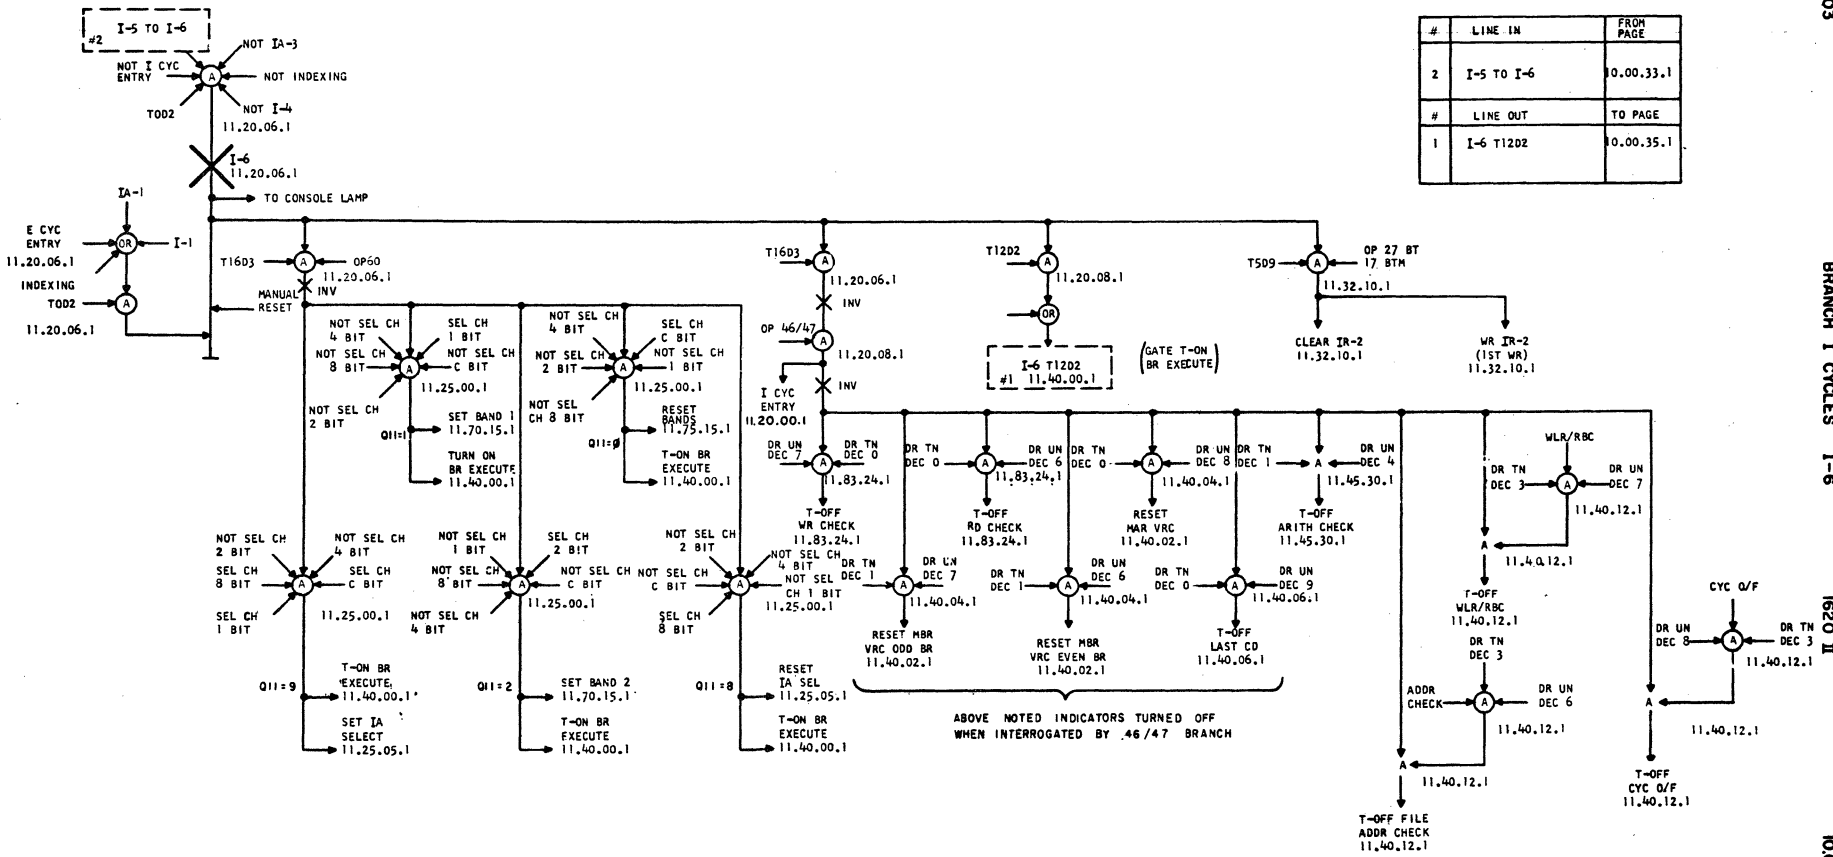 I-5 TO I-6
#2
NOT IA-3
NOT I CYC
ENTRY
NOT INDEXING
A
TOD2
NOT I-4
11.20.06.1
I-6
11.20.06.1
TO CONSOLE LAMP
IA-1
E CYC
ENTRY
OR
I-1
11.20.06.1
INDEXING
TOD2
A
11.20.06.1
MANUAL
RESET
# LINE IN FROM
PAGE
2 I-5 TO I-6 10.00.33.1
# LINE OUT TO PAGE
1 I-6 T12D2 10.00.35.1
T16D3 A OP60
11.20.06.1
INV
T16D3 A
11.20.06.1
INV
OP 46/47 A
11.20.08.1
I CYC
ENTRY
11.20.00.1
INV
T12D2 A
11.20.08.1
OR
I-6 T12D2
#1 11.40.00.1
(GATE T-ON
BR EXECUTE)
T5D9 A
OP 27 BT
17 BTM
11.32.10.1
CLEAR IR-2
11.32.10.1
WR IR-2
(1ST WR)
11.32.10.1
NOT SEL CH
4 BIT
SEL CH
1 BIT
NOT SEL CH
8 BIT
A
NOT SEL CH
C BIT
11.25.00.1
NOT SEL CH
2 BIT
Q11=1
SET BAND 1
11.70.15.1
TURN ON
BR EXECUTE
11.40.00.1
NOT SEL CH
4 BIT
SEL CH
C BIT
NOT SEL CH
2 BIT
A
NOT SEL CH
1 BIT
11.25.00.1
NOT SEL
CH 8 BIT
Q11=0
RESET
BANDS
11.75.15.1
T-ON BR
EXECUTE
11.40.00.1
NOT SEL CH
2 BIT
NOT SEL CH
4 BIT
SEL CH
8 BIT
A
SEL CH
C BIT
SEL CH
1 BIT
11.25.00.1
Q11=9
T-ON BR
EXECUTE
11.40.00.1
SET IA
SELECT
11.25.05.1
NOT SEL CH
1 BIT
SEL CH
2 BIT
NOT SEL CH
8 BIT
A
NOT SEL CH
C BIT
11.25.00.1
NOT SEL CH
4 BIT
Q11=2
SET BAND 2
11.70.15.1
T-ON BR
EXECUTE
11.40.00.1
NOT SEL CH
2 BIT
NOT SEL CH
4 BIT
NOT SEL CH
C BIT
A
NOT SEL
CH 1 BIT
11.25.00.1
SEL CH
8 BIT
Q11=8
RESET
IA SEL
11.25.05.1
T-ON BR
EXECUTE
11.40.00.1
DR UN
DEC 7
A
DR TN
DEC 0
11.83.24.1
T-OFF
WR CHECK
11.83.24.1
DR TN
DEC 0
A
DR UN
DEC 6
11.83.24.1
T-OFF
RD CHECK
11.83.24.1
DR TN
DEC 0
A
DR UN
DEC 8
11.40.04.1
RESET
MAR VRC
11.40.02.1
DR TN
DEC 1
A
DR UN
DEC 4
11.45.30.1
T-OFF
ARITH CHECK
11.45.30.1
DR TN
DEC 1
A
DR UN
DEC 7
11.40.04.1
RESET MBR
VRC ODD BR
11.40.02.1
DR TN
DEC 1
A
DR UN
DEC 6
11.40.04.1
RESET MBR
VRC EVEN BR
11.40.02.1
DR TN
DEC 0
A
DR UN
DEC 9
11.40.06.1
T-OFF
LAST CD
11.40.06.1
ABOVE NOTED INDICATORS TURNED OFF
WHEN INTERROGATED BY 46/47 BRANCH
WLR/RBC
DR TN
DEC 3
A
DR UN
DEC 7
11.40.12.1
A
11.40.12.1
T-OFF
WLR/RBC
11.40.12.1
DR TN
DEC 3
ADDR
CHECK
A
DR UN
DEC 6
11.40.12.1
A
11.40.12.1
T-OFF FILE
ADDR CHECK
11.40.12.1
CYC O/F
DR UN
DEC 8
A
DR TN
DEC 3
11.40.12.1
A
11.40.12.1
T-OFF
CYC O/F
11.40.12.1
03
BRANCH I CYCLES I-6
1620 II